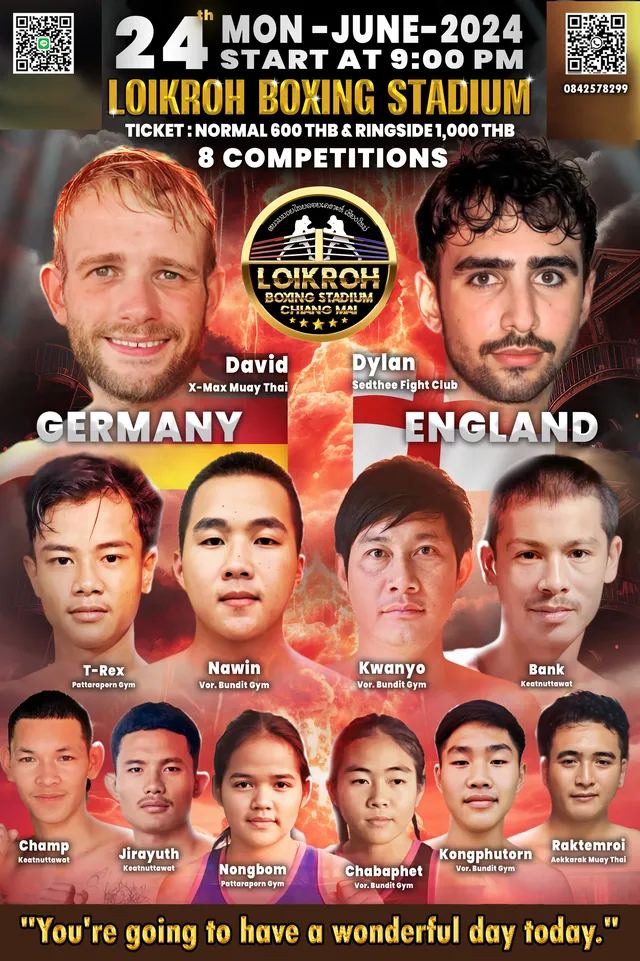 24th MON -JUNE-2024
START AT 9:00 PM
0842578299
LOIKROH BOXING STADIUM
TICKET : NORMAL 600 THB & RINGSIDE 1,000 THB
8 COMPETITIONS
LOIKROH
BOXING STADIUM
CHIANG MAI
David
X-Max Muay Thai
GERMANY
Dylan
Sedthee Fight Club
ENGLAND
T-Rex
Pattaraporn Gym
Nawin
Vor. Bundit Gym
Kwanyo
Vor. Bundit Gym
Bank
Keatnuttawat
Champ
Keatnuttawat
Jirayuth
Keatnuttawat
Nongbom
Pattaraporn Gym
Chabaphet
Vor. Bundit Gym
Kongphutorn
Vor. Bundit Gym
Raktemroi
Aekkarak Muay Thai
"You're going to have a wonderful day today."